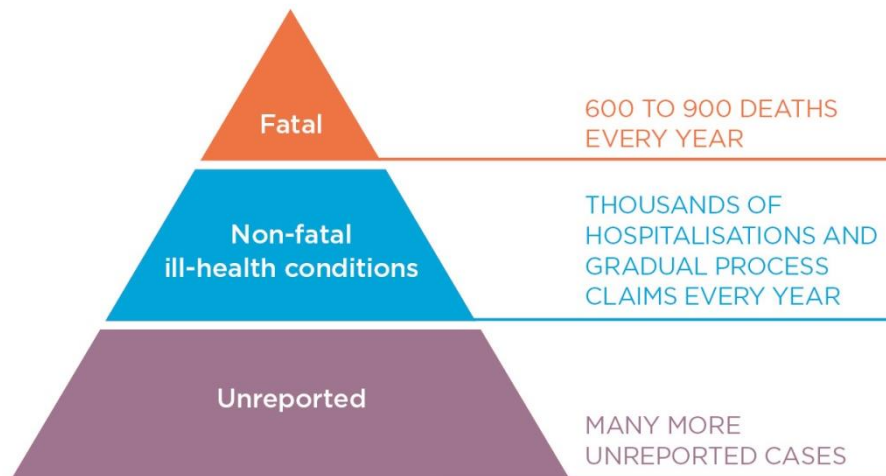 Fatal
600 TO 900 DEATHS
EVERY YEAR
Non-fatal
ill-health conditions
THOUSANDS OF
HOSPITALISATIONS AND
GRADUAL PROCESS
CLAIMS EVERY YEAR
Unreported
MANY MORE
UNREPORTED CASES